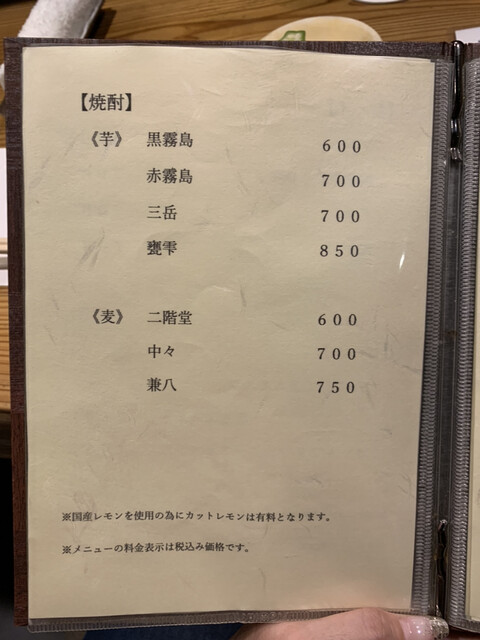 【焼酎】
《芋》 黒霧島 ６００
赤霧島 ７００
三岳 ７００
甕雫 ８５０
《麦》 二階堂 ６００
中々 ７００
兼八 ７５０
※国産レモンを使用の為にカットレモンは有料となります。
※メニューの料金表示は税込み価格です。